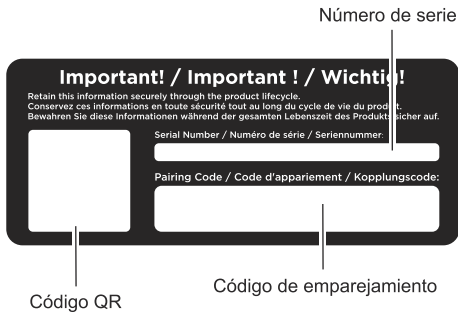 Número de serie
Important! / Important ! / Wichtig!
Retain this information securely through the product lifecycle.
Conservez ces informations en toute sécurité tout au long du cycle de vie du produit.
Bewahren Sie diese Informationen während der gesamten Lebenszeit des Produkts sicher auf.
Serial Number / Numéro de série / Seriennummer:
Pairing Code / Code d'appariement / Kopplungscode:
Código de emparejamiento
Código QR